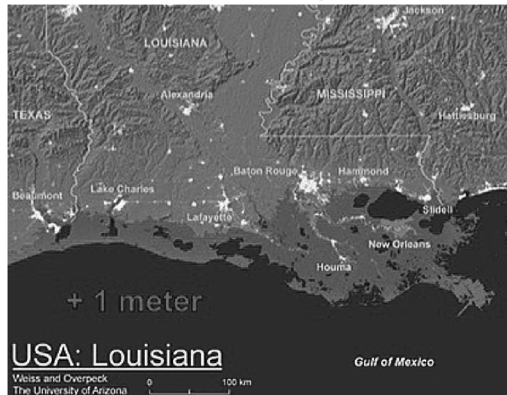 Jackson
LOUISIANA
Alexandria
MISSISSIPPI
TEXAS
Hattiesburg
Baton Rouge
Hammond
Beaumont
Lake Charles
Lafayette
Slidell
New Orleans
Houma
+ 1 meter
USA: Louisiana
Gulf of Mexico
Weiss and Overpeck
The University of Arizona
0 100 km